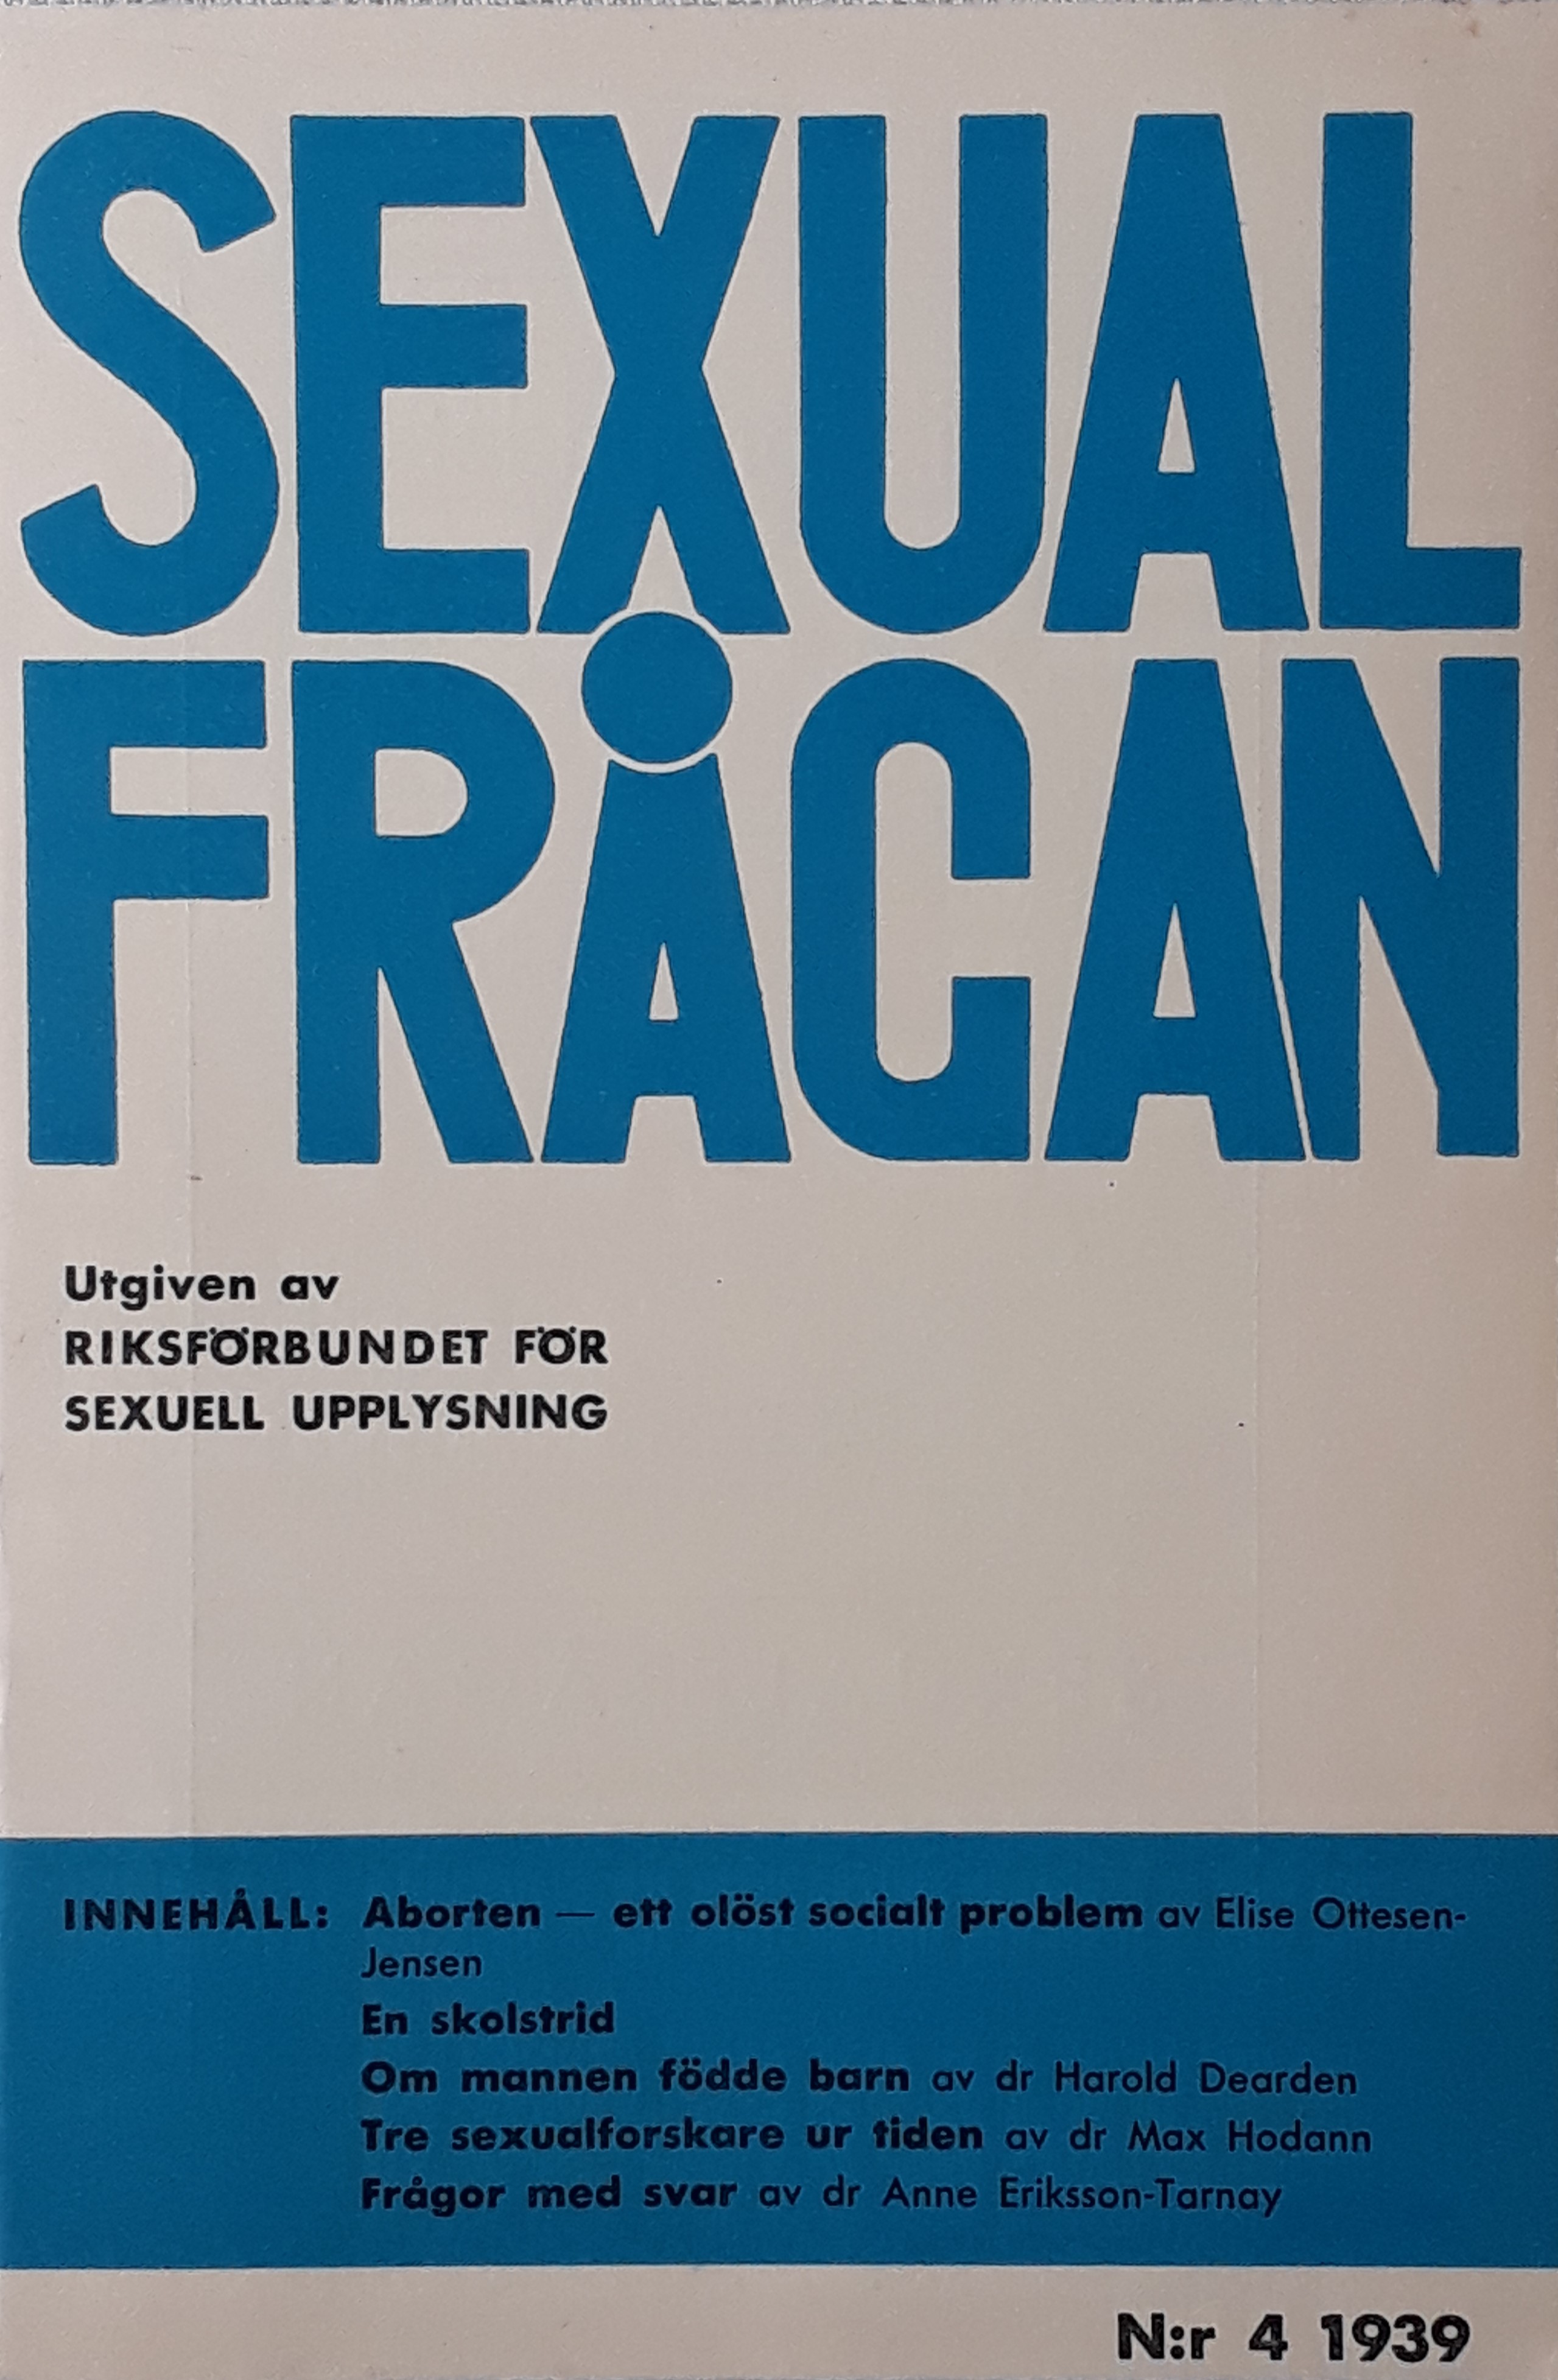 SEXUAL
FRÅGAN
Utgiven av
RIKSFÖRBUNDET FÖR
SEXUELL UPPLYSNING
INNEHÅLL: Aborten — ett olöst socialt problem av Elise Ottesen-
Jensen
En skolstrid
Om mannen födde barn av dr Harold Dearden
Tre sexualforskare ur tiden av dr Max Hodann
Frågor med svar av dr Anne Eriksson-Tarnay
N:r 4 1939